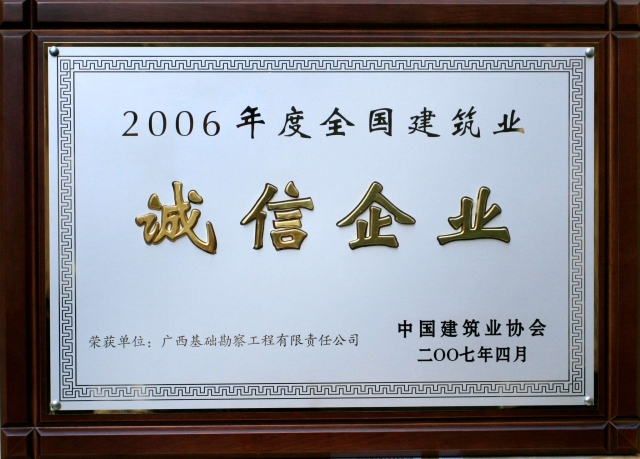 2006年度全国建筑业
诚信企业
荣获单位：广西基础勘察工程有限责任公司
中国建筑业协会
二〇〇七年四月